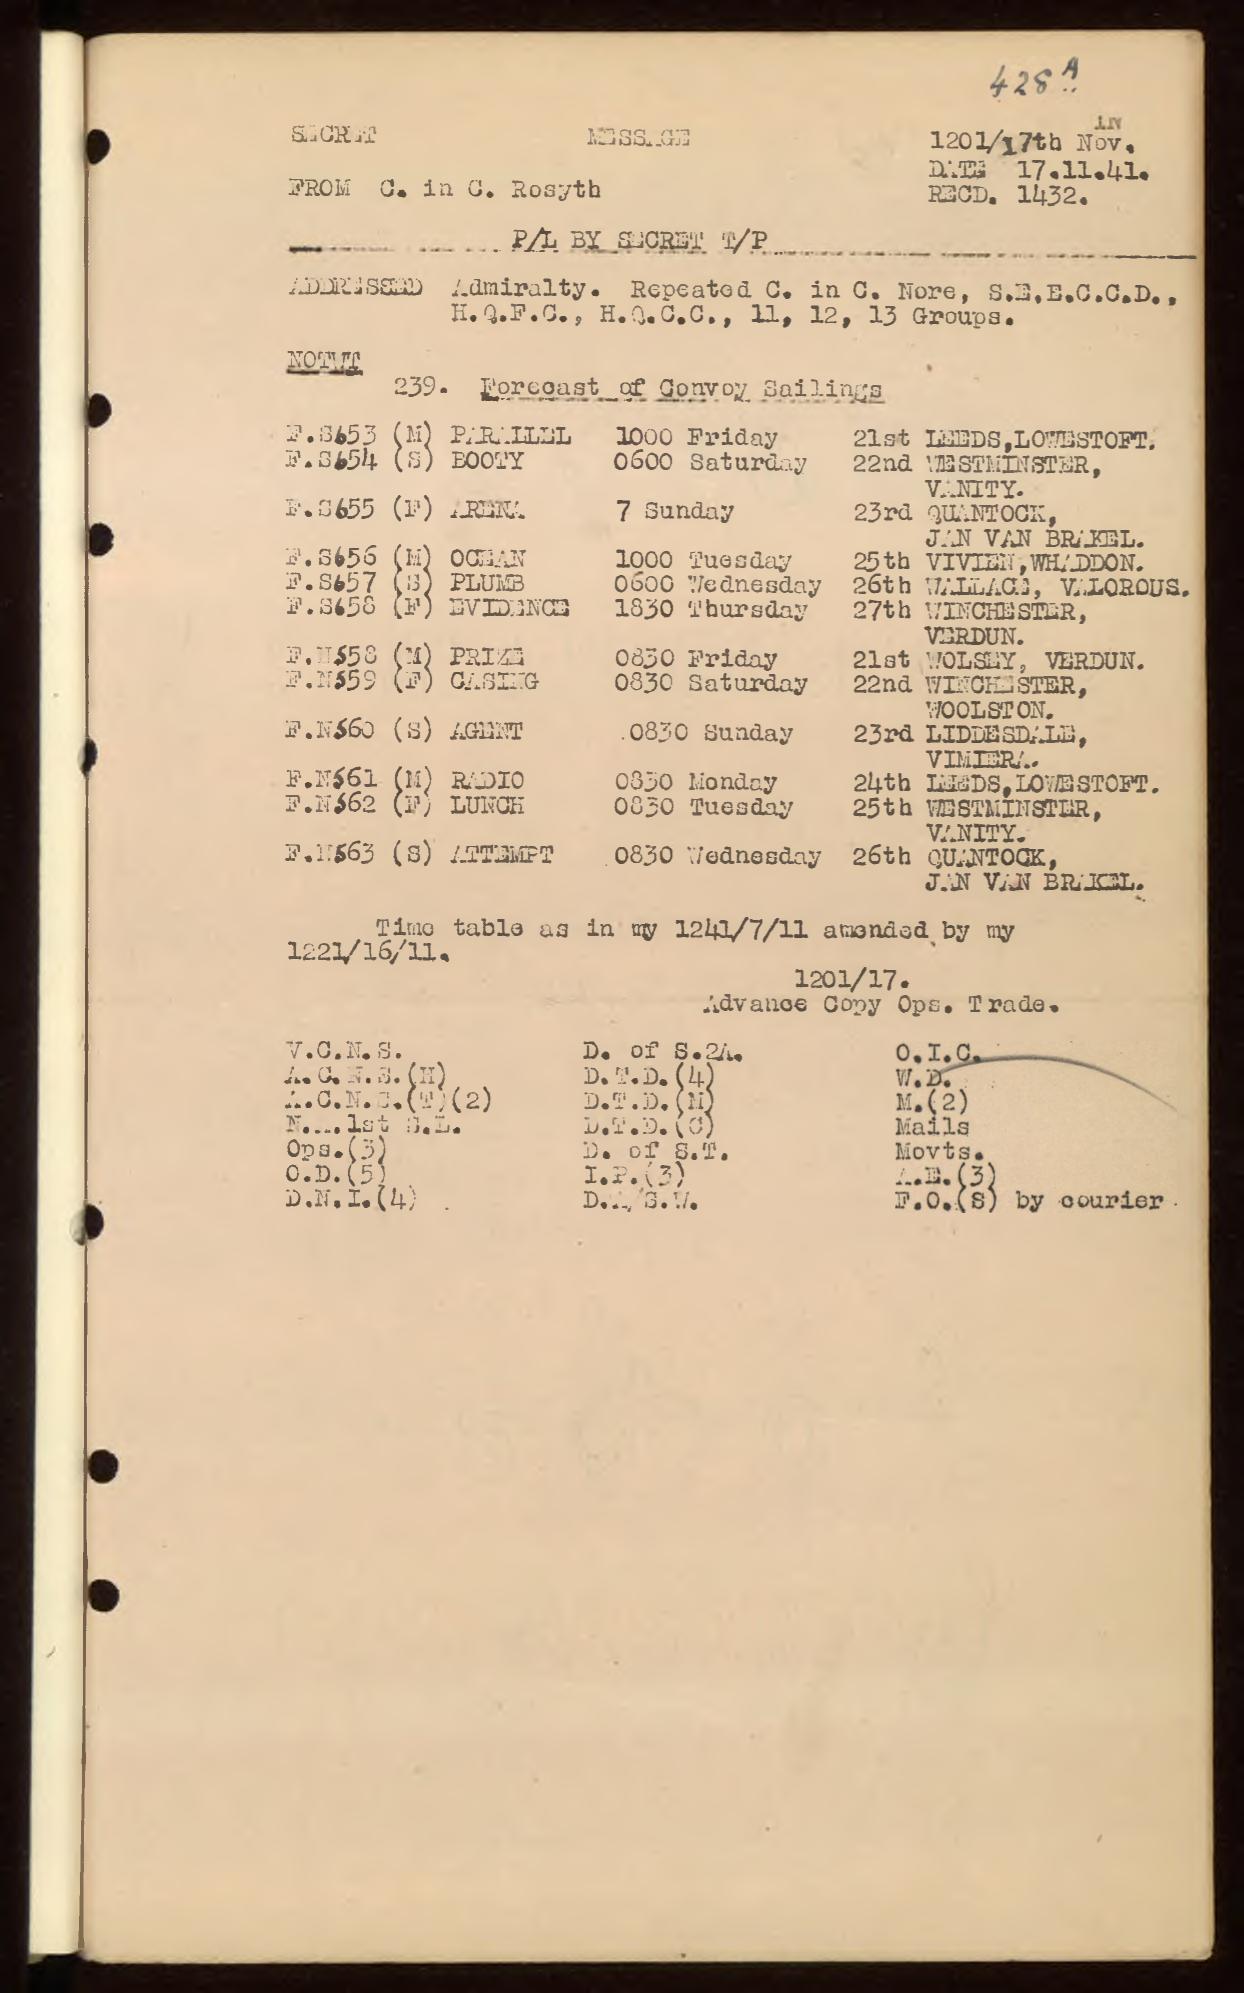 428A
SECRET MESSAGE IN
1201/17th Nov.
DATE 17.11.41.
FROM C. in C. Rosyth RECD. 1432.
P/L BY SECRET T/P
ADDRESSED Admiralty. Repeated C. in C. Nore, S.E.E.C.C.D.,
H.Q.F.C., H.Q.C.C., 11, 12, 13 Groups.
NOTWT
239. Forecast of Convoy Sailings
F.S653 (M) PARALLEL 1000 Friday 21st LEEDS,LOWESTOFT.
F.S654 (S) BOOTY 0600 Saturday 22nd WESTMINSTER,
VANITY.
F.S655 (F) ARENA 7 Sunday 23rd QUANTOCK,
JAN VAN BRAKEL.
F.S656 (M) OCEAN 1000 Tuesday 25th VIVIEN,WHADDON.
F.S657 (S) PLUMB 0600 Wednesday 26th WALLACE, VALOROUS.
F.S658 (F) EVIDENCE 1830 Thursday 27th WINCHESTER,
VERDUN.
F.N558 (M) PRIZE 0830 Friday 21st WOLSEY, VERDUN.
F.N559 (F) CASING 0830 Saturday 22nd WINCHESTER,
WOOLSTON.
F.N560 (S) AGENT 0830 Sunday 23rd LIDDESDALE,
VIMIERA.
F.N561 (M) RADIO 0830 Monday 24th LEEDS,LOWESTOFT.
F.N562 (F) LUNCH 0830 Tuesday 25th WESTMINSTER,
VANITY.
F.N563 (S) ATTEMPT 0830 Wednesday 26th QUANTOCK,
JAN VAN BRAKEL.
Time table as in my 1241/7/11 amended by my
1221/16/11.
1201/17.
Advance Copy Ops. Trade.
V.C.N.S. D. of S.2A. O.I.C.
A.C.N.S.(H) D.T.D.(4) W.D.
A.C.N.S.(T)(2) D.T.D.(M) M.(2)
N.A.1st S.L. D.T.D.(C) Mails
Ops.(3) D. of S.T. Movts.
O.D.(5) I.P.(3) A.E.(3)
D.N.I.(4) D.A/S.W. F.O.(S) by courier